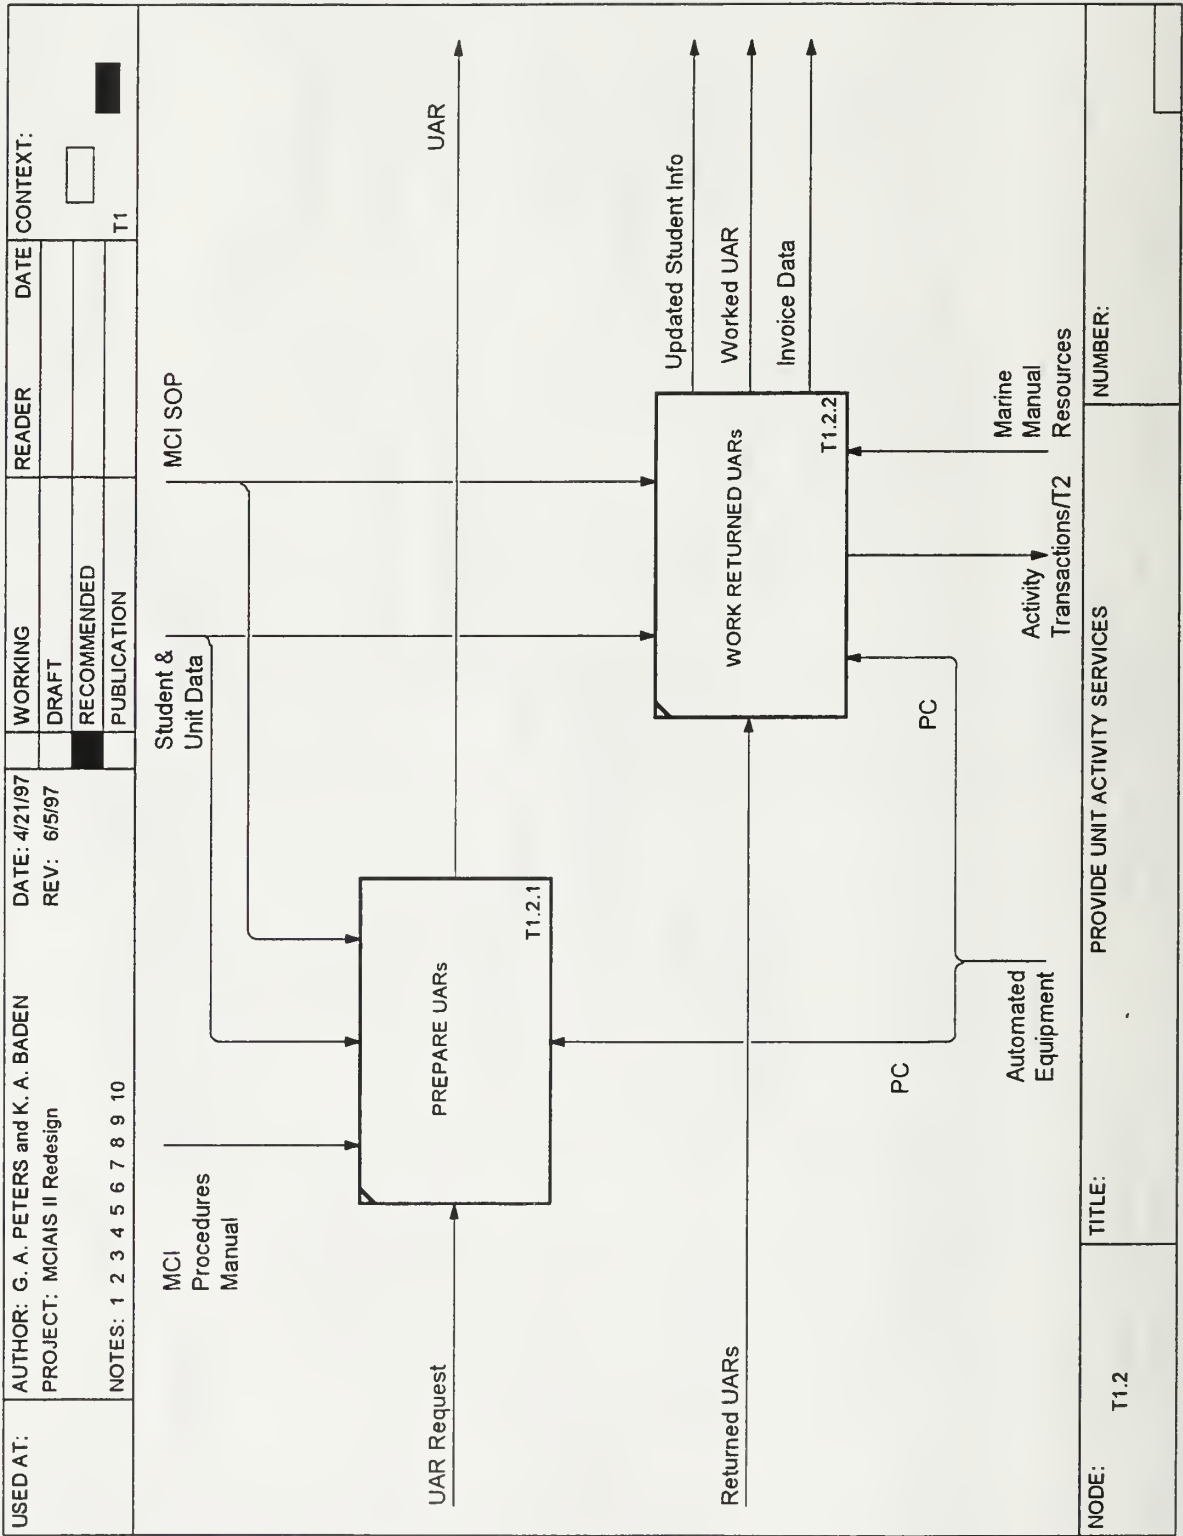 USED AT:
AUTHOR: G. A. PETERS and K. A. BADEN
DATE: 4/21/97
PROJECT: MCIAIS II Redesign
REV: 6/5/97
NOTES: 1 2 3 4 5 6 7 8 9 10
WORKING
DRAFT
RECOMMENDED
PUBLICATION
READER
DATE
CONTEXT:
T1
MCI
Procedures
Manual
Student &
Unit Data
MCI SOP
UAR Request
PREPARE UARs
T1.2.1
UAR
Returned UARs
WORK RETURNED UARs
T1.2.2
Updated Student Info
Worked UAR
Invoice Data
PC
PC
Automated
Equipment
Activity
Transactions/T2
Marine
Manual
Resources
NODE:
T1.2
TITLE:
PROVIDE UNIT ACTIVITY SERVICES
NUMBER: